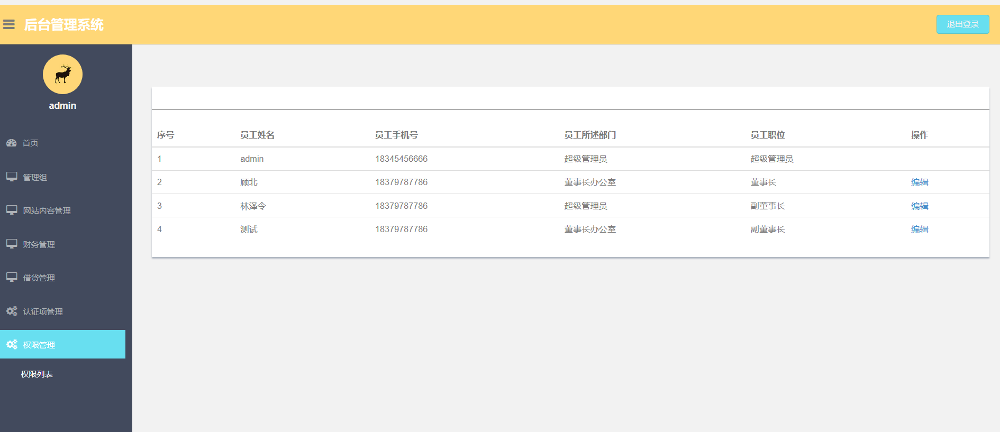 后台管理系统
退出登录
admin
首页
管理组
网站内容管理
财务管理
借贷管理
认证项管理
权限管理
权限列表
序号 员工姓名 员工手机号 员工所述部门 员工职位 操作
1 admin 18345456666 超级管理员 超级管理员
2 顾北 18379787786 董事长办公室 董事长 编辑
3 林泽令 18379787786 超级管理员 副董事长 编辑
4 测试 18379787786 董事长办公室 副董事长 编辑